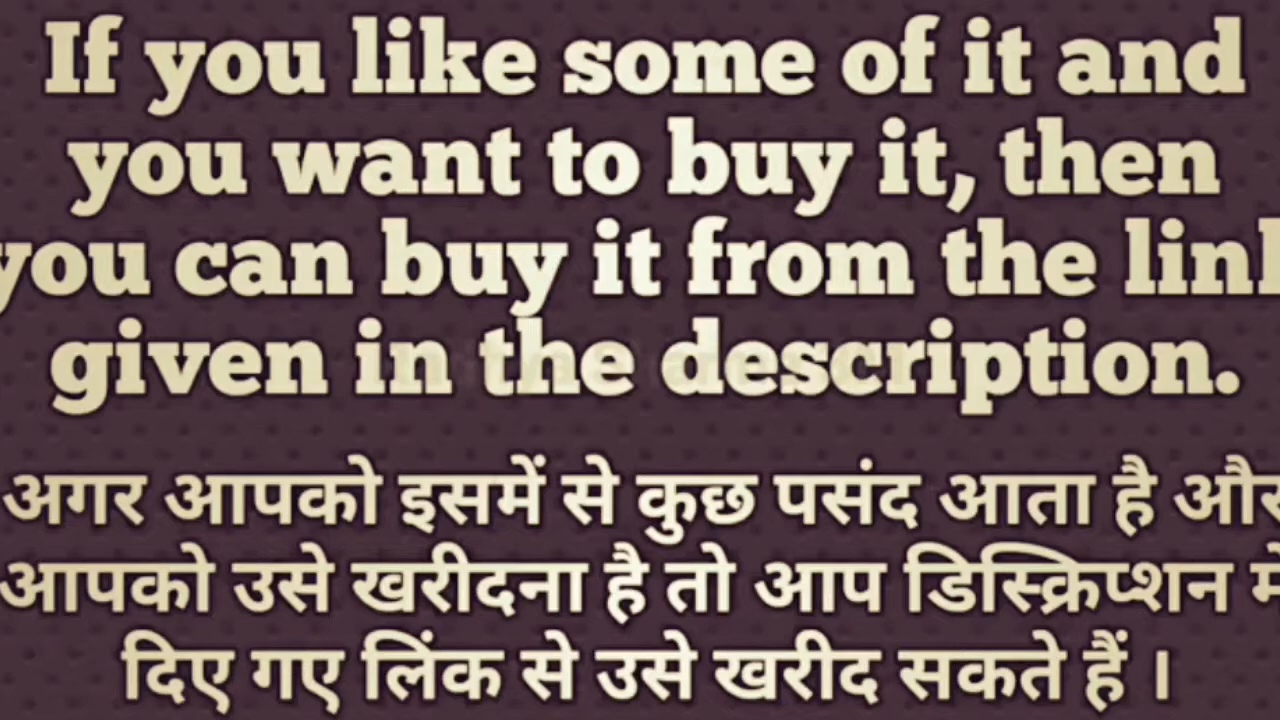 If you like some of it and
you want to buy it, then
you can buy it from the link
given in the description.
अगर आपको इसमें से कुछ पसंद आता है और
आपको उसे खरीदना है तो आप डिस्क्रिप्शन में
दिए गए लिंक से उसे खरीद सकते हैं ।